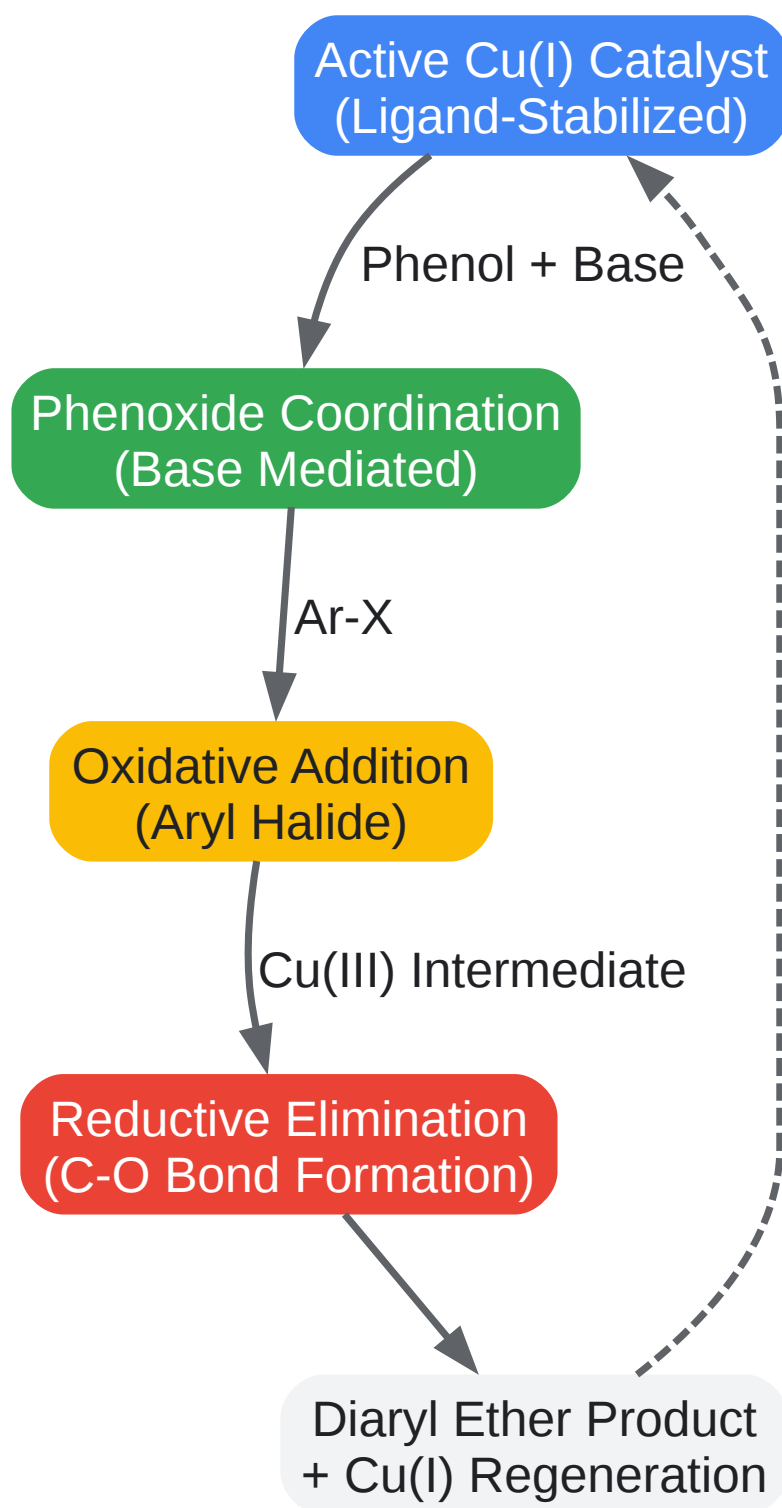 Active Cu(I) Catalyst
(Ligand-Stabilized)
Phenol + Base
Phenoxide Coordination
(Base Mediated)
Ar-X
Oxidative Addition
(Aryl Halide)
Cu(III) Intermediate
Reductive Elimination
(C-O Bond Formation)
Diaryl Ether Product
+ Cu(I) Regeneration